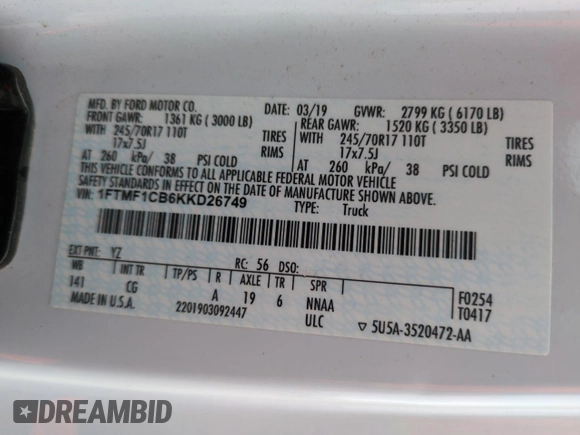 MFD. BY FORD MOTOR CO.
DATE: 03/19 GVWR: 2799 KG ( 6170 LB)
FRONT GAWR: 1361 KG ( 3000 LB)
REAR GAWR: 1520 KG ( 3350 LB)
WITH 245/70R17 110T TIRES
WITH 245/70R17 110T TIRES
17x7.5J RIMS
17x7.5J RIMS
AT 260 kPa/ 38 PSI COLD
AT 260 kPa/ 38 PSI COLD
THIS VEHICLE CONFORMS TO ALL APPLICABLE FEDERAL MOTOR VEHICLE
SAFETY STANDARDS IN EFFECT ON THE DATE OF MANUFACTURE SHOWN ABOVE.
VIN: 1FTMF1CB6KKD26749 TYPE: Truck
EXT PNT: YZ RC: 56 DSO:
WB INT TR TP/PS R AXLE TR SPR F0254
141 CG A 19 6 NNAA T0417
MADE IN U.S.A. 2201903092447 ULC ▽ 5U5A-3520472-AA
DREAMBID